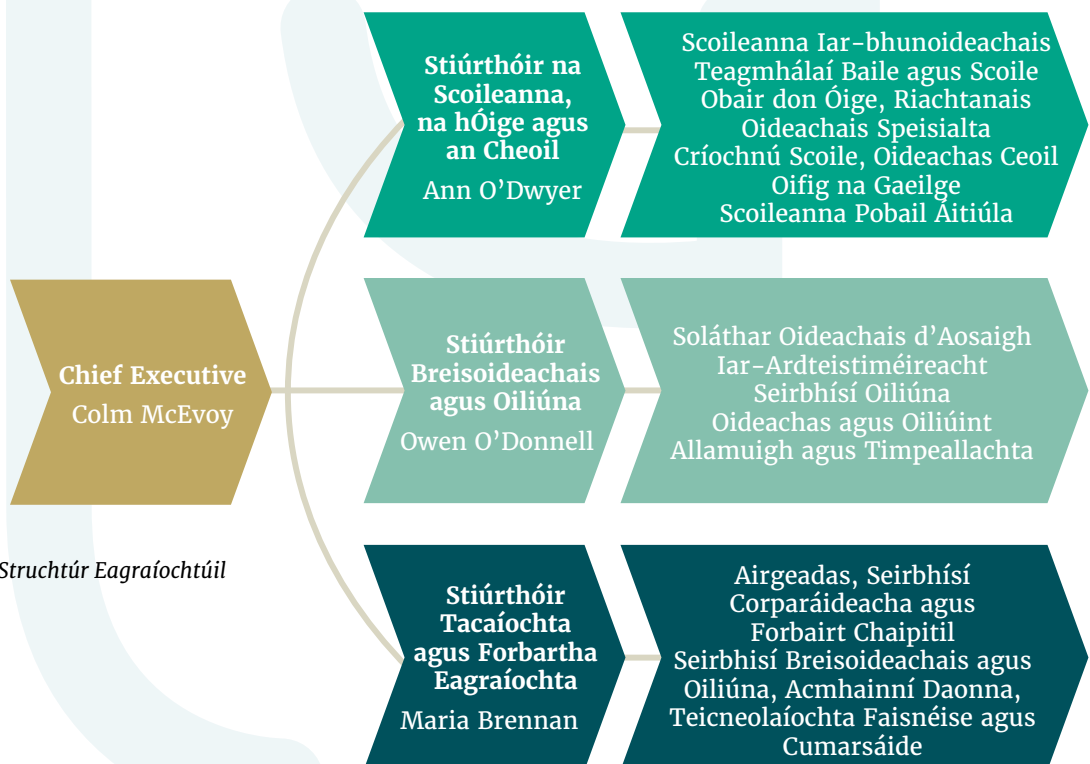 Stiúrthóir na
Scoileanna,
na hÓige agus
an Cheoil
Ann O’Dwyer
Scoileanna Iar-bhunoideachais
Teagmhálaí Baile agus Scoile
Obair don Óige, Riachtanais
Oideachais Speisialta
Críochnú Scoile, Oideachas Ceoil
Oifig na Gaeilge
Scoileanna Pobail Áitiúla
Chief Executive
Colm McEvoy
Stiúrthóir
Breisoideachais
agus Oiliúna
Owen O’Donnell
Soláthar Oideachais d’Aosaigh
Iar-Ardteistiméireacht
Seirbhísí Oiliúna
Oideachas agus Oiliúint
Allamuigh agus Timpeallachta
Struchtúr Eagraíochtúil
Stiúrthóir
Tacaíochta
agus Forbartha
Eagraíochta
Maria Brennan
Airgeadas, Seirbhísí
Corparáideacha agus
Forbairt Chaipitil
Seirbhisí Breisoideachais agus
Oiliúna, Acmhainní Daonna,
Teicneolaíochta Faisnéise agus
Cumarsáide